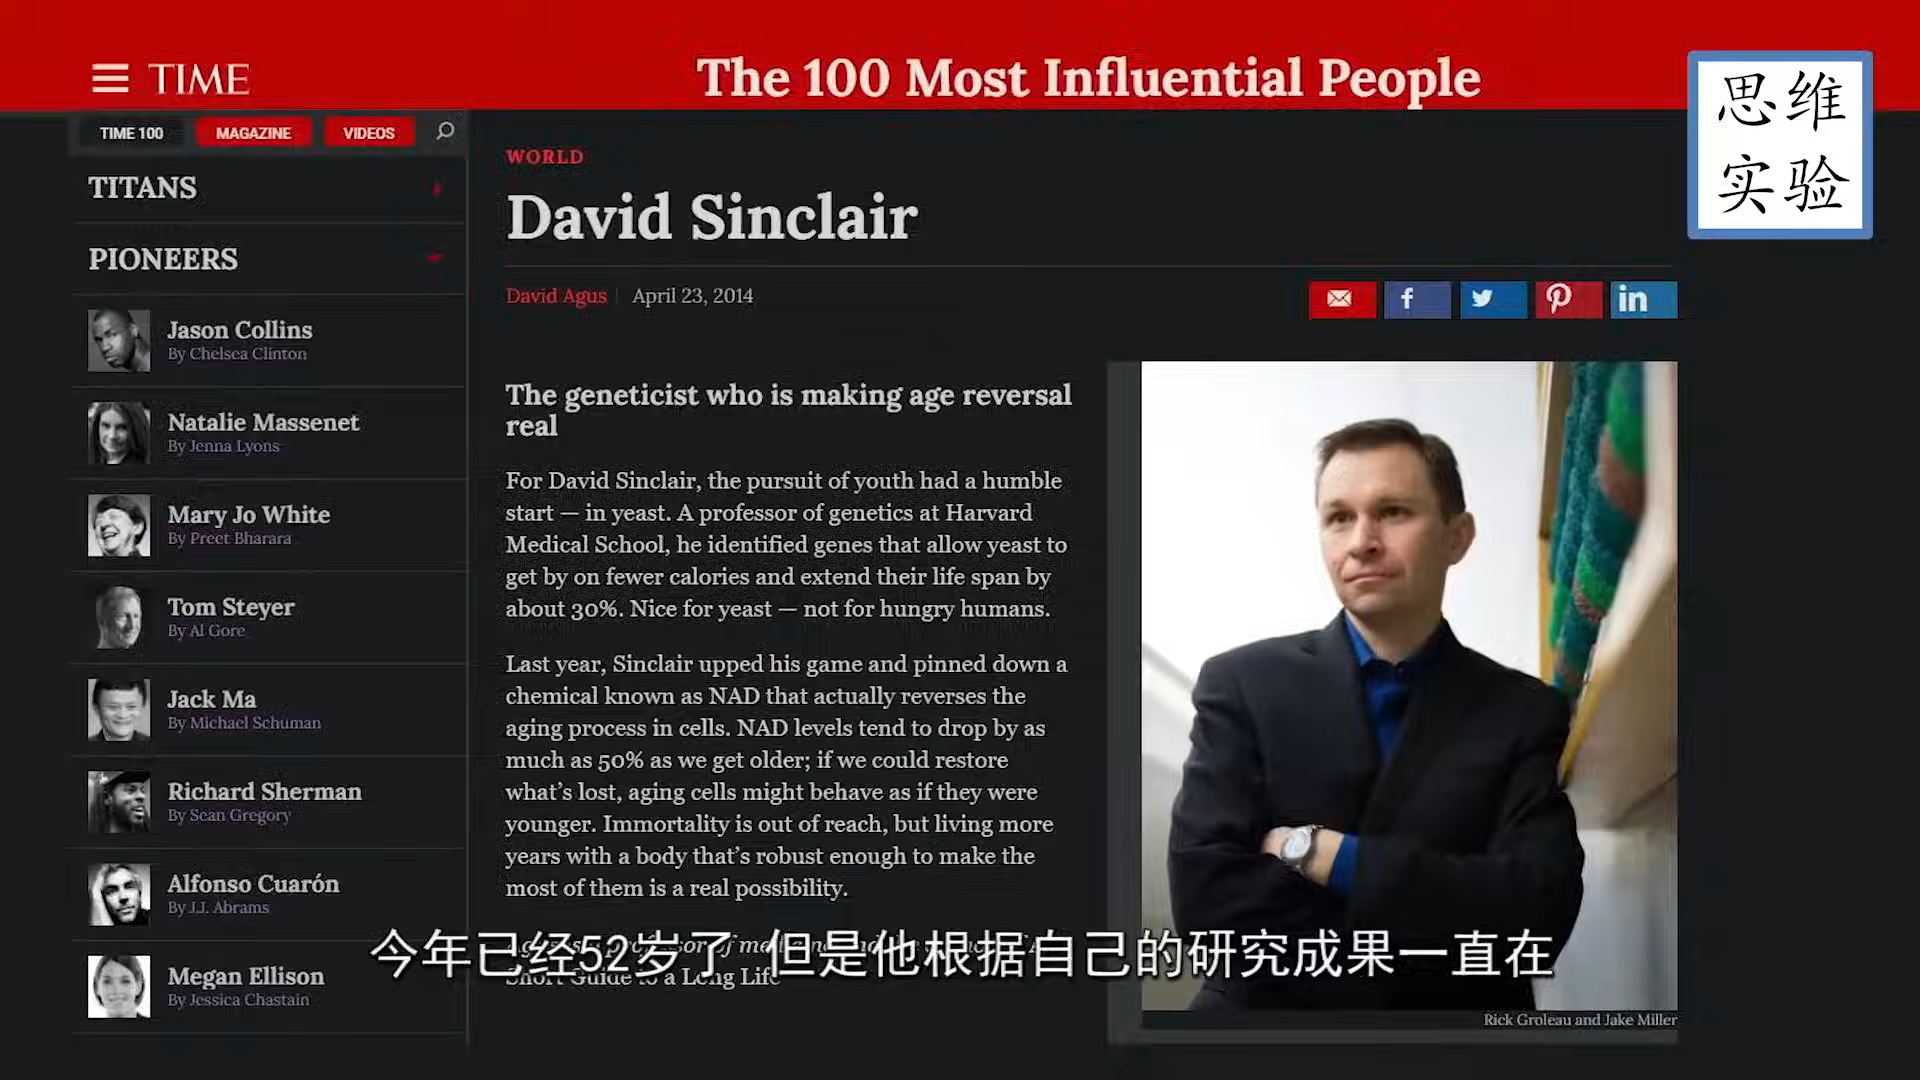 TIME
The 100 Most Influential People
思维
实验
TIME 100
MAGAZINE
VIDEOS
TITANS
PIONEERS
Jason Collins
By Chelsea Clinton
Natalie Massenet
By Jenna Lyons
Mary Jo White
By Preet Bharara
Tom Steyer
By Al Gore
Jack Ma
By Michael Schuman
Richard Sherman
By Sean Gregory
Alfonso Cuarón
By J.J. Abrams
Megan Ellison
By Jessica Chastain
WORLD
David Sinclair
David Agus | April 23, 2014
f
in
The geneticist who is making age reversal
real
For David Sinclair, the pursuit of youth had a humble
start — in yeast. A professor of genetics at Harvard
Medical School, he identified genes that allow yeast to
get by on fewer calories and extend their life span by
about 30%. Nice for yeast — not for hungry humans.
Last year, Sinclair upped his game and pinned down a
chemical known as NAD that actually reverses the
aging process in cells. NAD levels tend to drop by as
much as 50% as we get older; if we could restore
what's lost, aging cells might behave as if they were
younger. Immortality is out of reach, but living more
years with a body that's robust enough to make the
most of them is a real possibility.
Short Guide to a Long Life
Rick Groleau and Jake Miller
今年已经52岁了 但是他根据自己的研究成果一直在